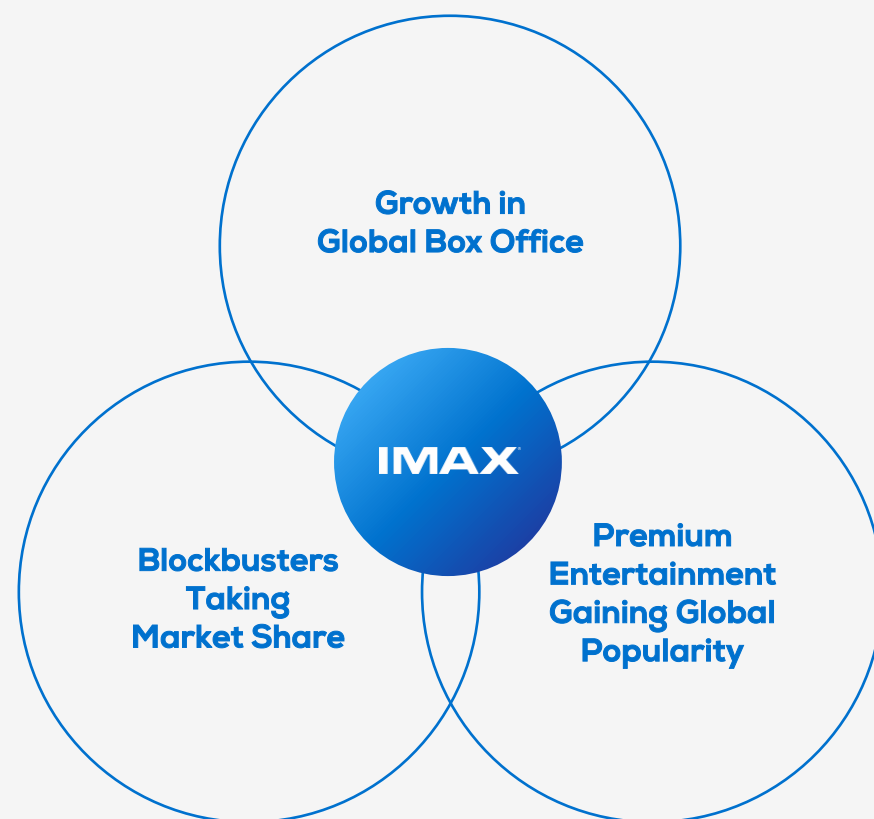 Growth in
Global Box Office
IMAX
Blockbusters
Taking
Market Share
Premium
Entertainment
Gaining Global
Popularity